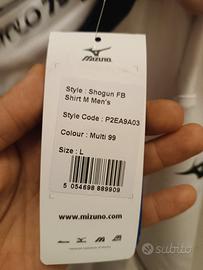 MIZUNO
Style : Shogun FB
Shirt M Men's
Style Code : P2EA9A03
Colour : Multi 99
Size : L
5 054698 889909
www.mizuno.com
subito